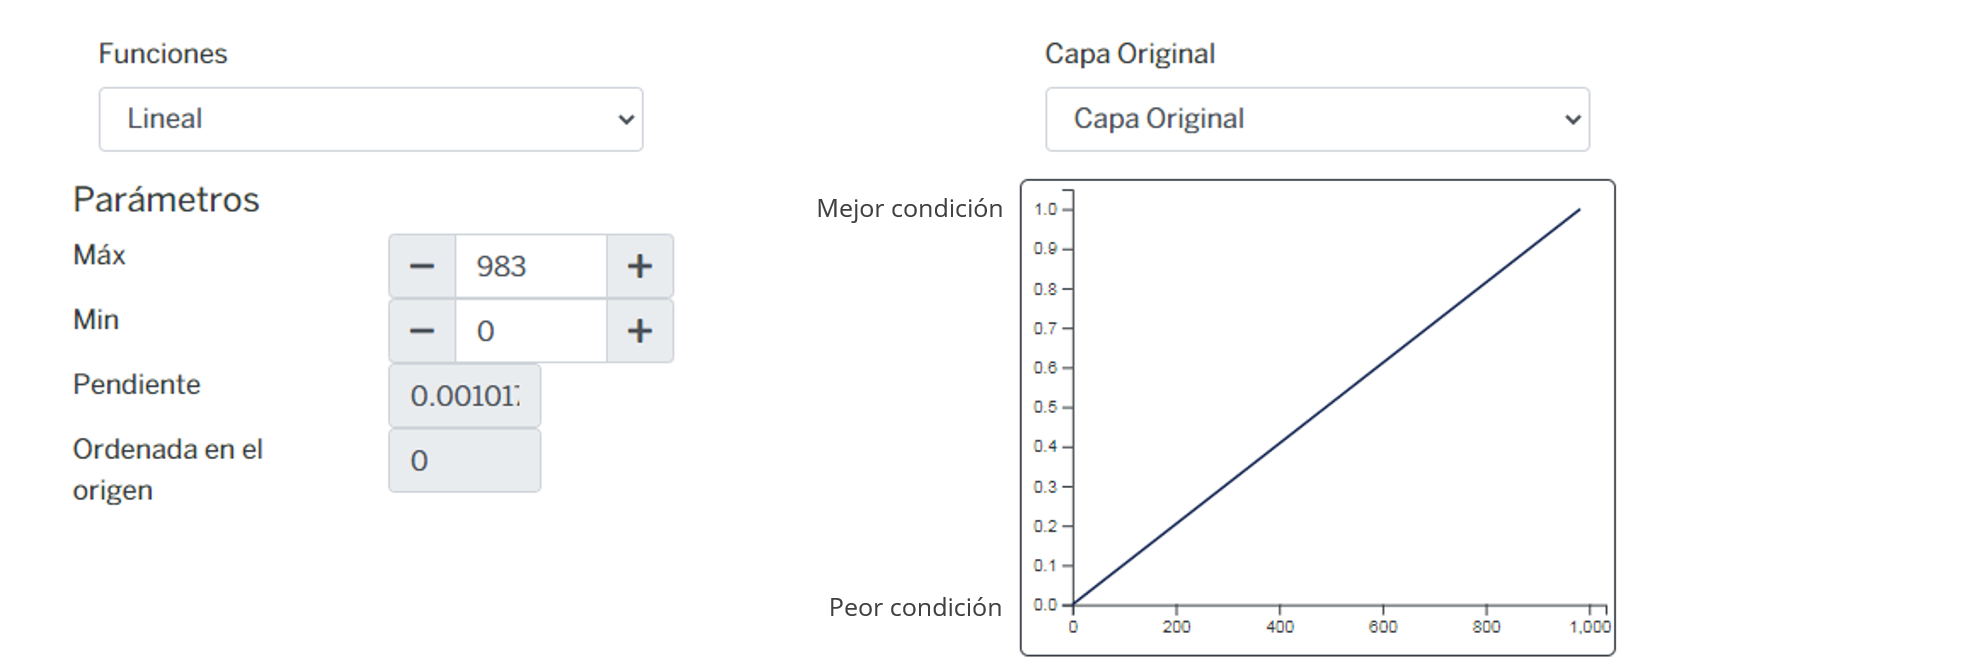 Funciones
Lineal
Parámetros
Máx
983
Min
0
Pendiente
0.00101
Ordenada en el
origen
0
Capa Original
Capa Original
Mejor condición
Peor condición
1.0
0.9
0.8
0.7
0.6
0.5
0.4
0.3
0.2
0.1
0.0
0 200 400 600 800 1,000